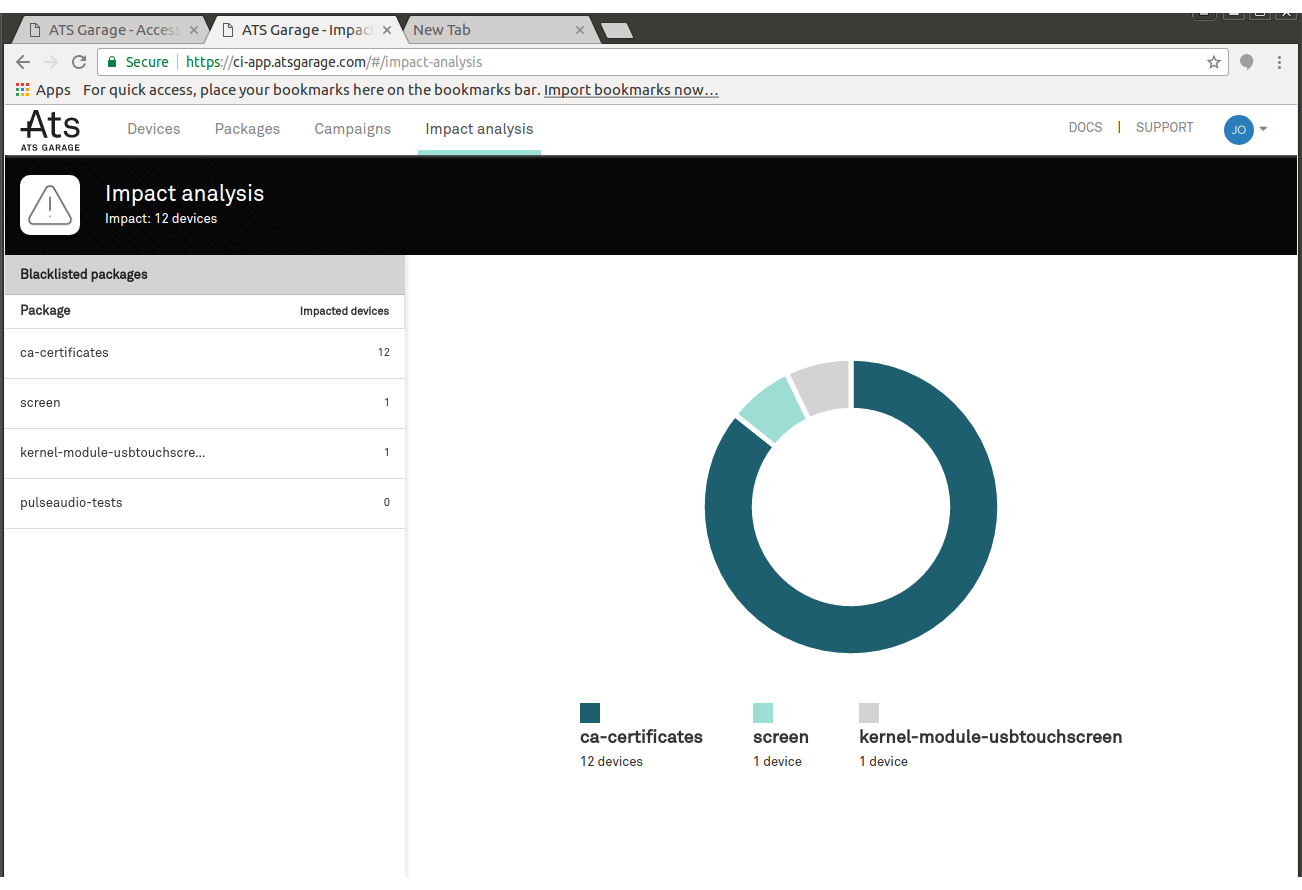 ATS Garage - Acces
ATS Garage - Impac
New Tab
Secure https://ci-app.atsgarage.com/#/impact-analysis
Apps For quick access, place your bookmarks here on the bookmarks bar. Import bookmarks now...
Ats
ATS GARAGE
Devices Packages Campaigns Impact analysis DOCS | SUPPORT JO
Impact analysis
Impact: 12 devices
Blacklisted packages
Package Impacted devices
ca-certificates 12
screen 1
kernel-module-usbtouchscre... 1
pulseaudio-tests 0
ca-certificates
12 devices
screen
1 device
kernel-module-usbtouchscreen
1 device